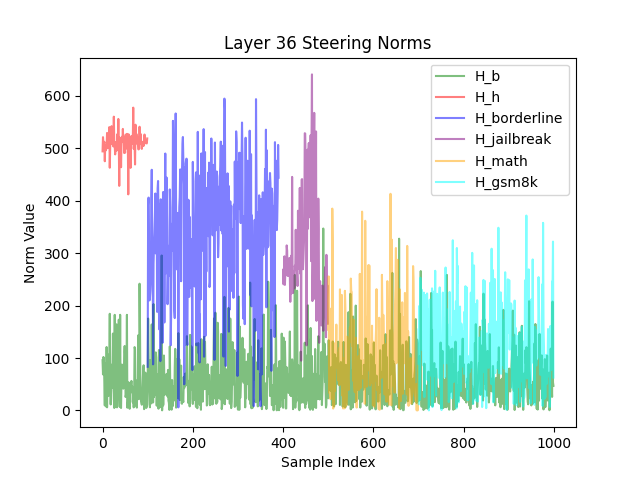 Layer 36 Steering Norms
H_b
H_h
H_borderline
H_jailbreak
H_math
H_gsm8k
Norm Value
600
500
400
300
200
100
0
0 200 400 600 800 1000
Sample Index